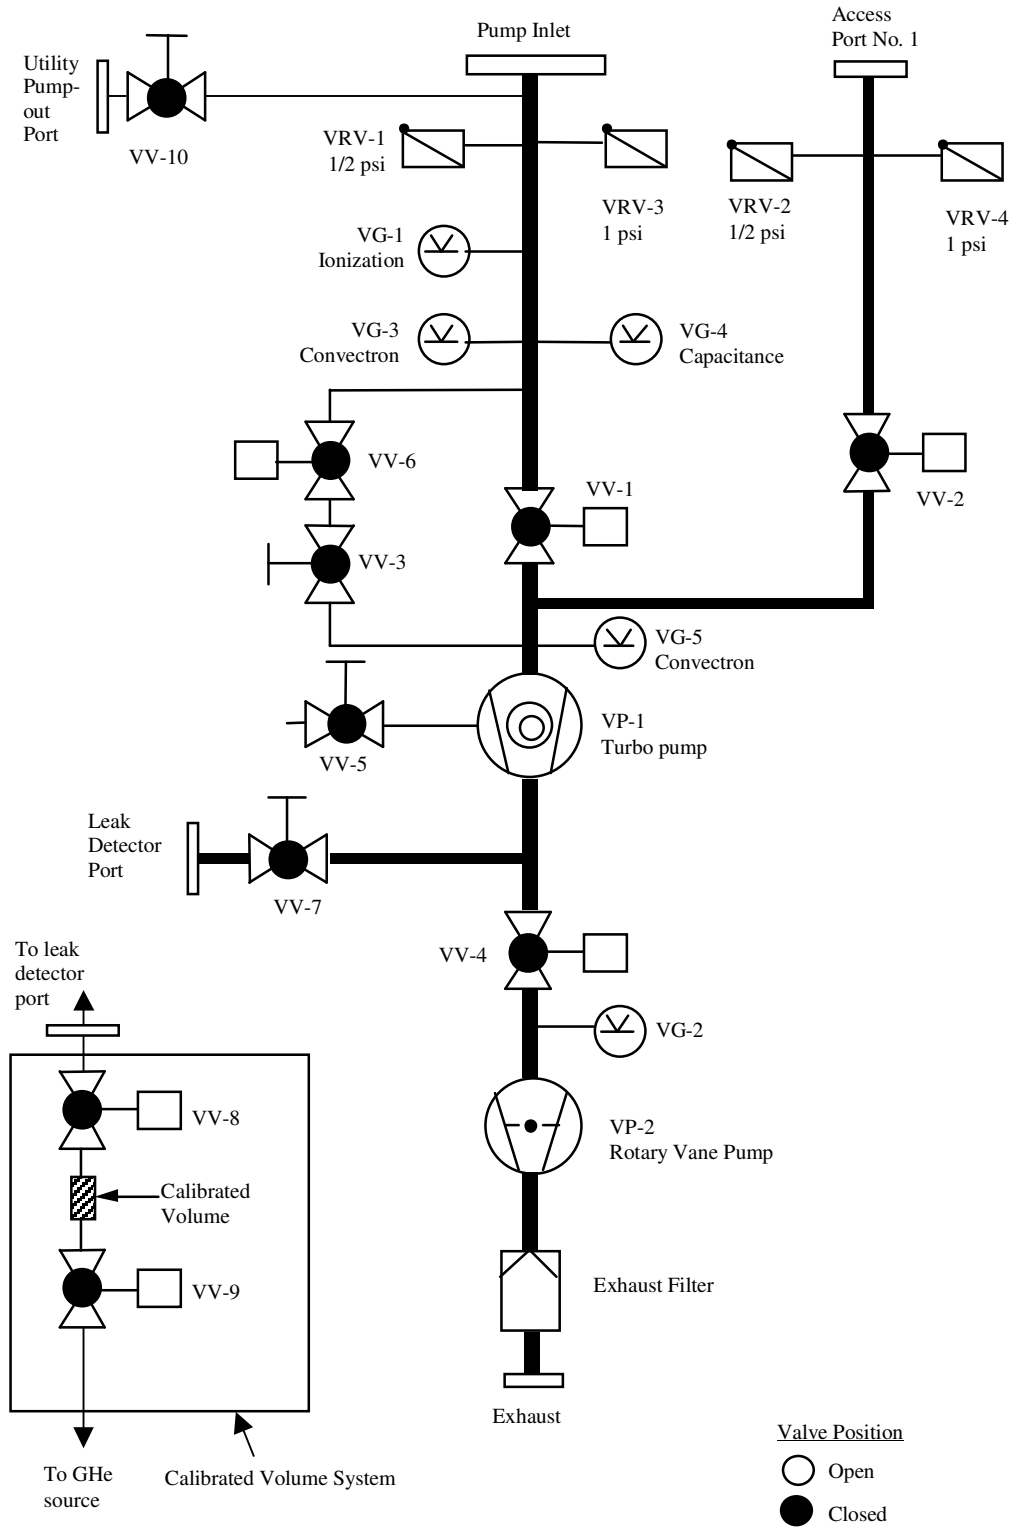 Pump Inlet
Access
Port No. 1
Utility
Pump-
out
Port
VV-10
VRV-1
1/2 psi
VRV-3
1 psi
VRV-2
1/2 psi
VRV-4
1 psi
VG-1
Ionization
VG-3
Convectron
VG-4
Capacitance
VV-6
VV-1
VV-2
VV-3
VG-5
Convectron
VP-1
Turbo pump
VV-5
Leak
Detector
Port
VV-7
To leak
detector
port
VV-4
VG-2
VV-8
VP-2
Rotary Vane Pump
Calibrated
Volume
VV-9
Exhaust Filter
Exhaust
To GHe
source
Calibrated Volume System
Valve Position
Open
Closed